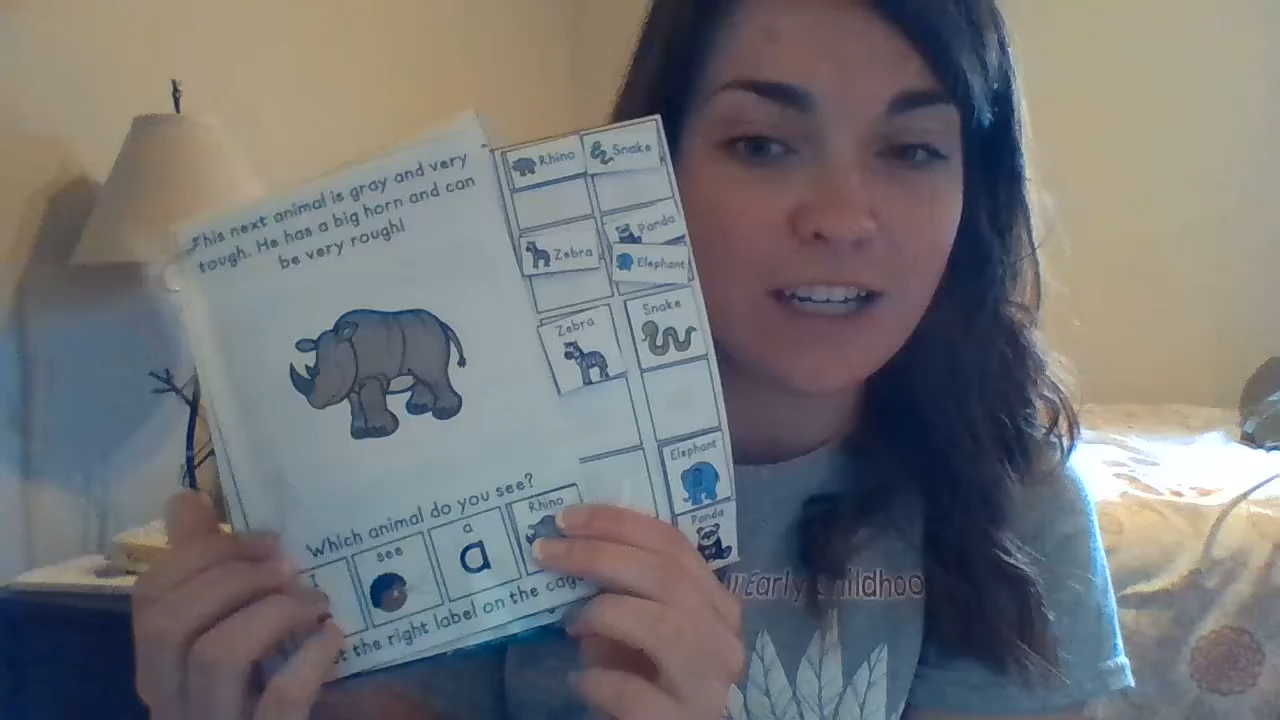 This next animal is gray and very
tough. He has a big horn and can
be very rough!
Which animal do you see?
I
see
a
a
Rhino
the right label on the
Rhino
Snake
Panda
Zebra
Elephant
Zebra
Snake
Elephant
Panda
Early Childhoo